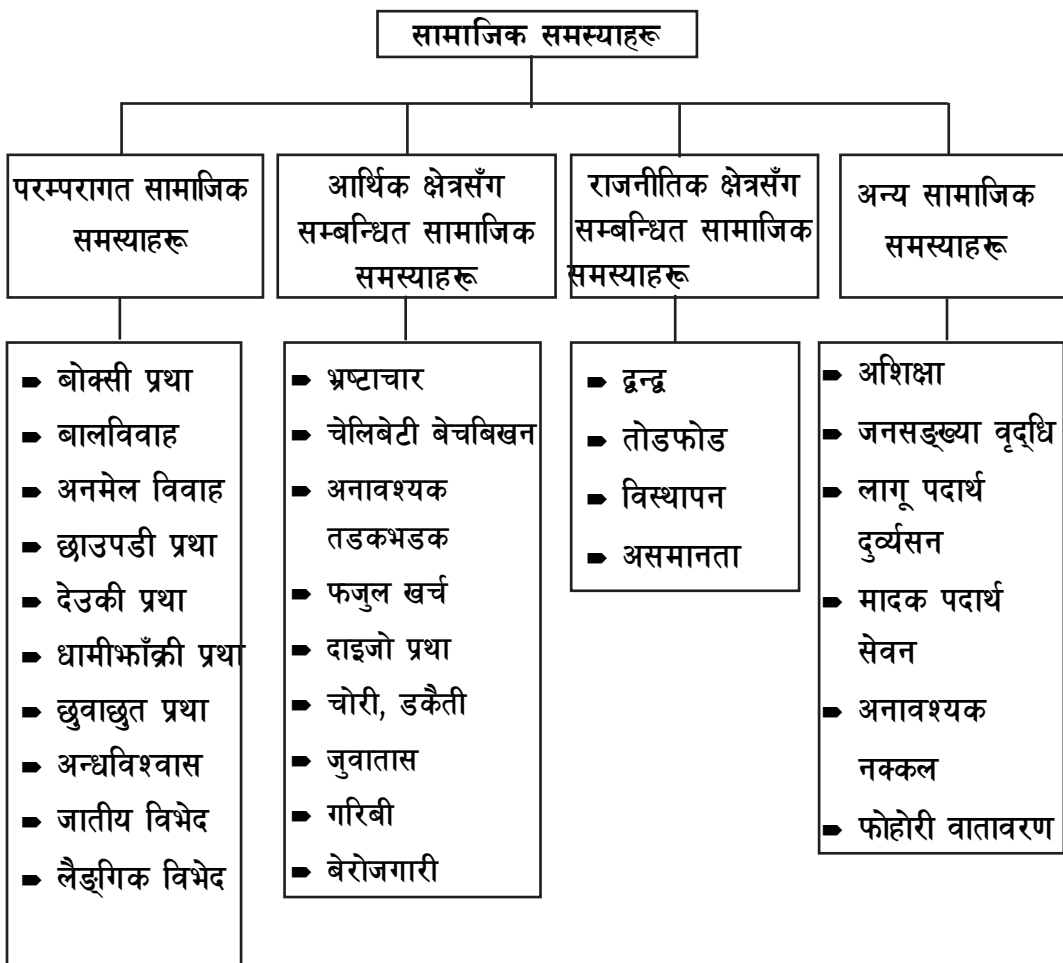 सामाजिक समस्याहरू
परम्परागत सामाजिक
समस्याहरू
बोक्सी प्रथा
बालविवाह
अनमेल विवाह
छाउपडी प्रथा
देउकी प्रथा
धामीझाँक्री प्रथा
छुवाछुत प्रथा
अन्धविश्वास
जातीय विभेद
लैङ्गिक विभेद
आर्थिक क्षेत्रसँग
सम्बन्धित सामाजिक
समस्याहरू
भ्रष्टाचार
चेलिबेटी बेचबिखन
अनावश्यक
तडकभडक
फजुल खर्च
दाइजो प्रथा
चोरी, डकैती
जुवातास
गरिबी
बेरोजगारी
राजनीतिक क्षेत्रसँग
सम्बन्धित सामाजिक
समस्याहरू
द्वन्द्व
तोडफोड
विस्थापन
असमानता
अन्य सामाजिक
समस्याहरू
अशिक्षा
जनसङ्ख्या वृद्धि
लागू पदार्थ
दुर्व्यसन
मादक पदार्थ
सेवन
अनावश्यक
नक्कल
फोहोरी वातावरण